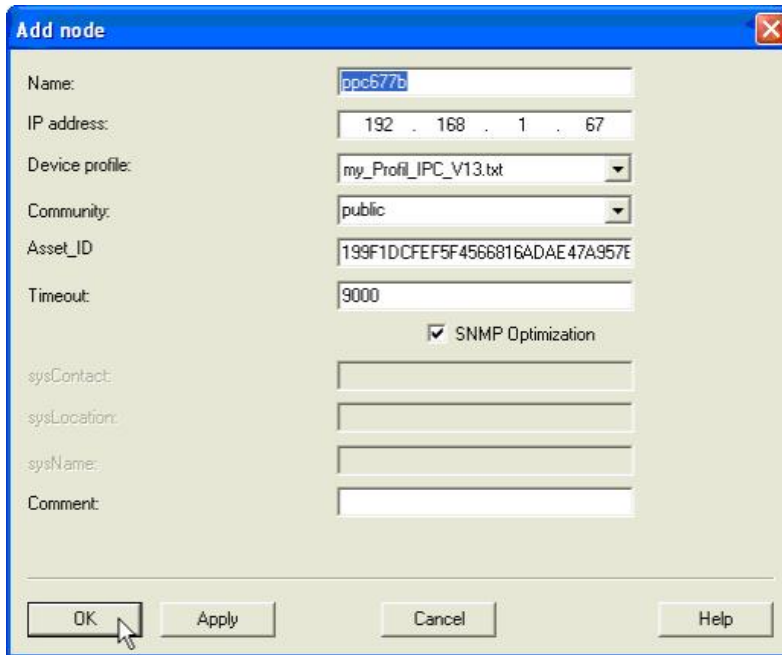 Add node
Name: ppc677b
IP address: 192 . 168 . 1 . 67
Device profile: my_Profil_IPC_V13.txt
Community: public
Asset_ID 199F1DCFEF5F4566816ADAE47A957E
Timeout: 9000
SNMP Optimization
sysContact:
sysLocation:
sysName:
Comment:
OK Apply Cancel Help